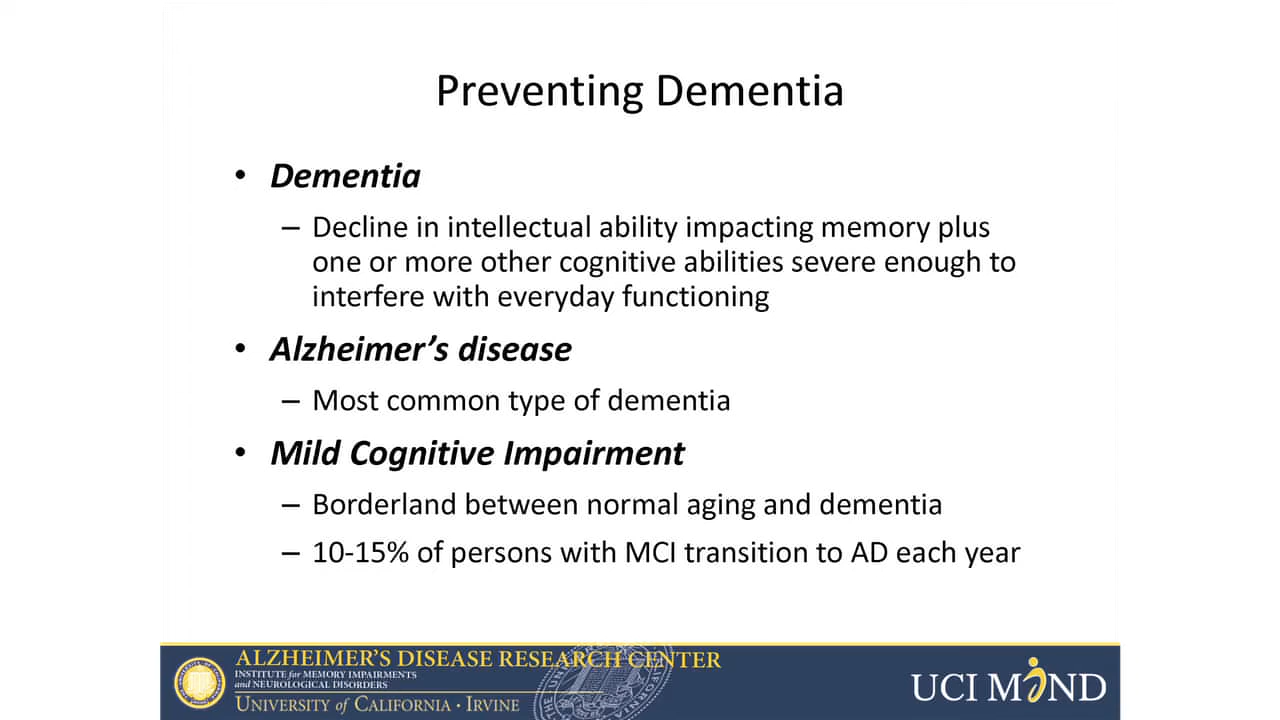 Preventing Dementia
• Dementia
– Decline in intellectual ability impacting memory plus
one or more other cognitive abilities severe enough to
interfere with everyday functioning
• Alzheimer’s disease
– Most common type of dementia
• Mild Cognitive Impairment
– Borderland between normal aging and dementia
– 10-15% of persons with MCI transition to AD each year
ALZHEIMER’S DISEASE RESEARCH CENTER
INSTITUTE for MEMORY IMPAIRMENTS
and NEUROLOGICAL DISORDERS
UNIVERSITY of CALIFORNIA • IRVINE
UCI MIND